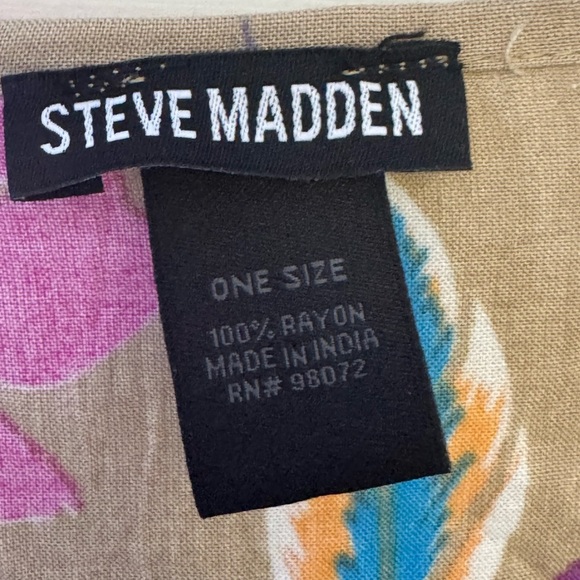 STEVE MADDEN
ONE SIZE
100% RAYON
MADE IN INDIA
RN# 98072